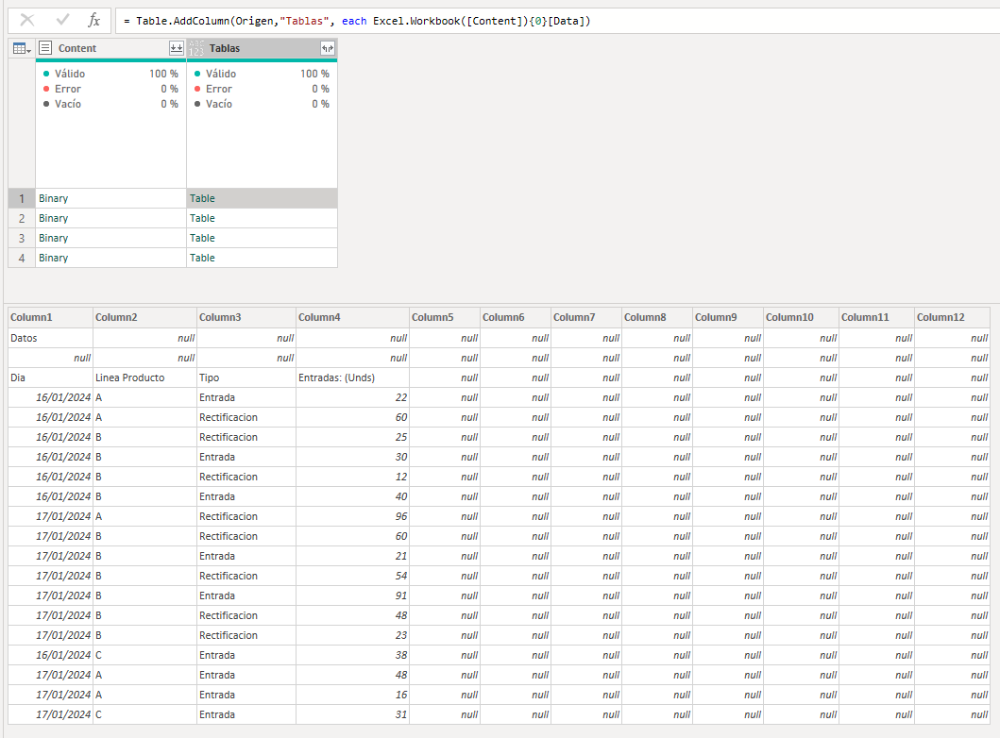 = Table.AddColumn(Origen,"Tablas", each Excel.Workbook([Content]){0}[Data])
Content ABC 123 Tablas
Válido 100 % Válido 100 %
Error 0 % Error 0 %
Vacío 0 % Vacío 0 %
1 Binary Table
2 Binary Table
3 Binary Table
4 Binary Table
Column1 Column2 Column3 Column4 Column5 Column6 Column7 Column8 Column9 Column10 Column11 Column12
Datos null null null null null null null null null null null
null null null null null null null null null null null null
Dia Linea Producto Tipo Entradas: (Unds) null null null null null null null null
16/01/2024 A Entrada 22 null null null null null null null null
16/01/2024 A Rectificacion 60 null null null null null null null null
16/01/2024 B Rectificacion 25 null null null null null null null null
16/01/2024 B Entrada 30 null null null null null null null null
16/01/2024 B Rectificacion 12 null null null null null null null null
16/01/2024 B Entrada 40 null null null null null null null null
17/01/2024 A Rectificacion 96 null null null null null null null null
17/01/2024 B Rectificacion 60 null null null null null null null null
17/01/2024 B Entrada 21 null null null null null null null null
17/01/2024 B Rectificacion 54 null null null null null null null null
17/01/2024 B Entrada 91 null null null null null null null null
17/01/2024 B Rectificacion 48 null null null null null null null null
17/01/2024 B Rectificacion 23 null null null null null null null null
16/01/2024 C Entrada 38 null null null null null null null null
17/01/2024 A Entrada 48 null null null null null null null null
17/01/2024 A Entrada 16 null null null null null null null null
17/01/2024 C Entrada 31 null null null null null null null null